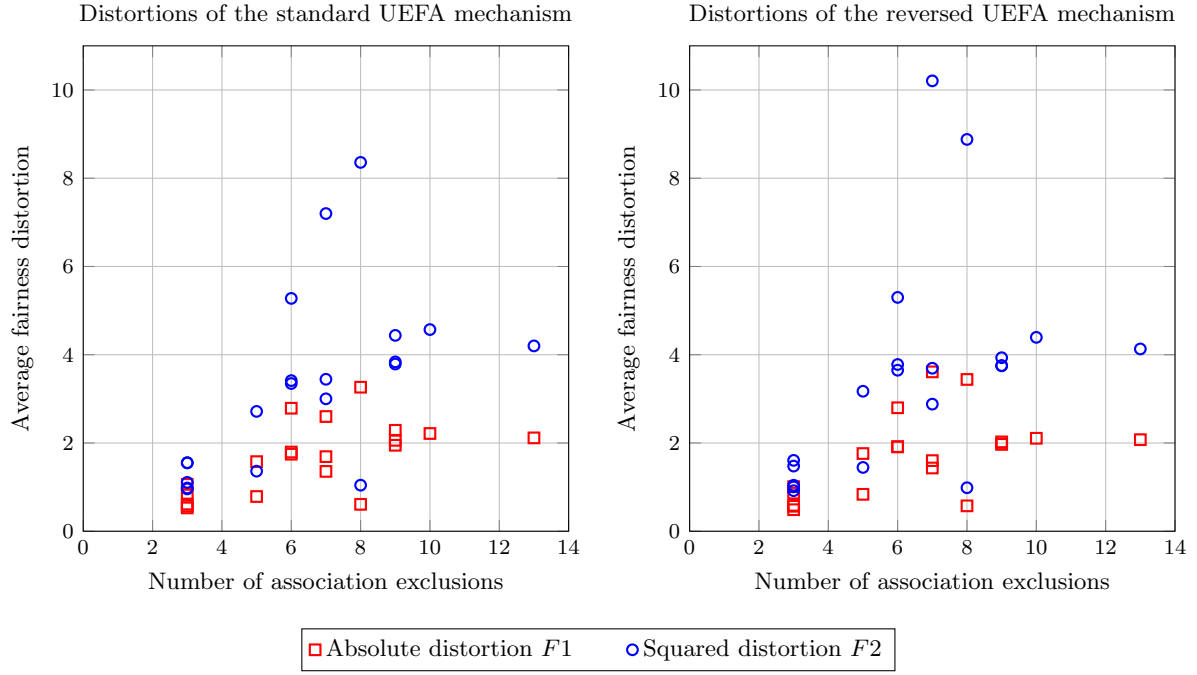 Distortions of the standard UEFA mechanism
10
8
6
4
2
0
0 2 4 6 8 10 12 14
Average fairness distortion
Number of association exclusions
Distortions of the reversed UEFA mechanism
10
8
6
4
2
0
0 2 4 6 8 10 12 14
Average fairness distortion
Number of association exclusions
Absolute distortion F1 Squared distortion F2